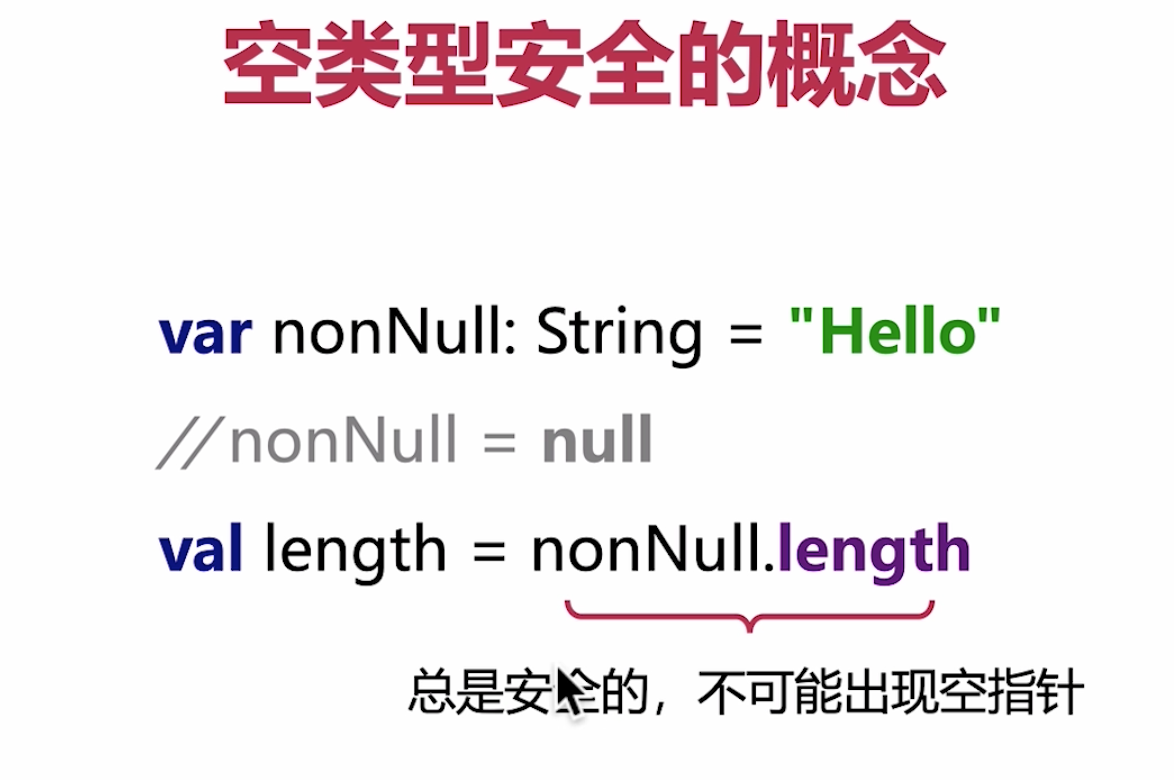 空类型安全的概念
var nonNull: String = "Hello"
//nonNull = null
val length = nonNull.length
总是安全的，不可能出现空指针